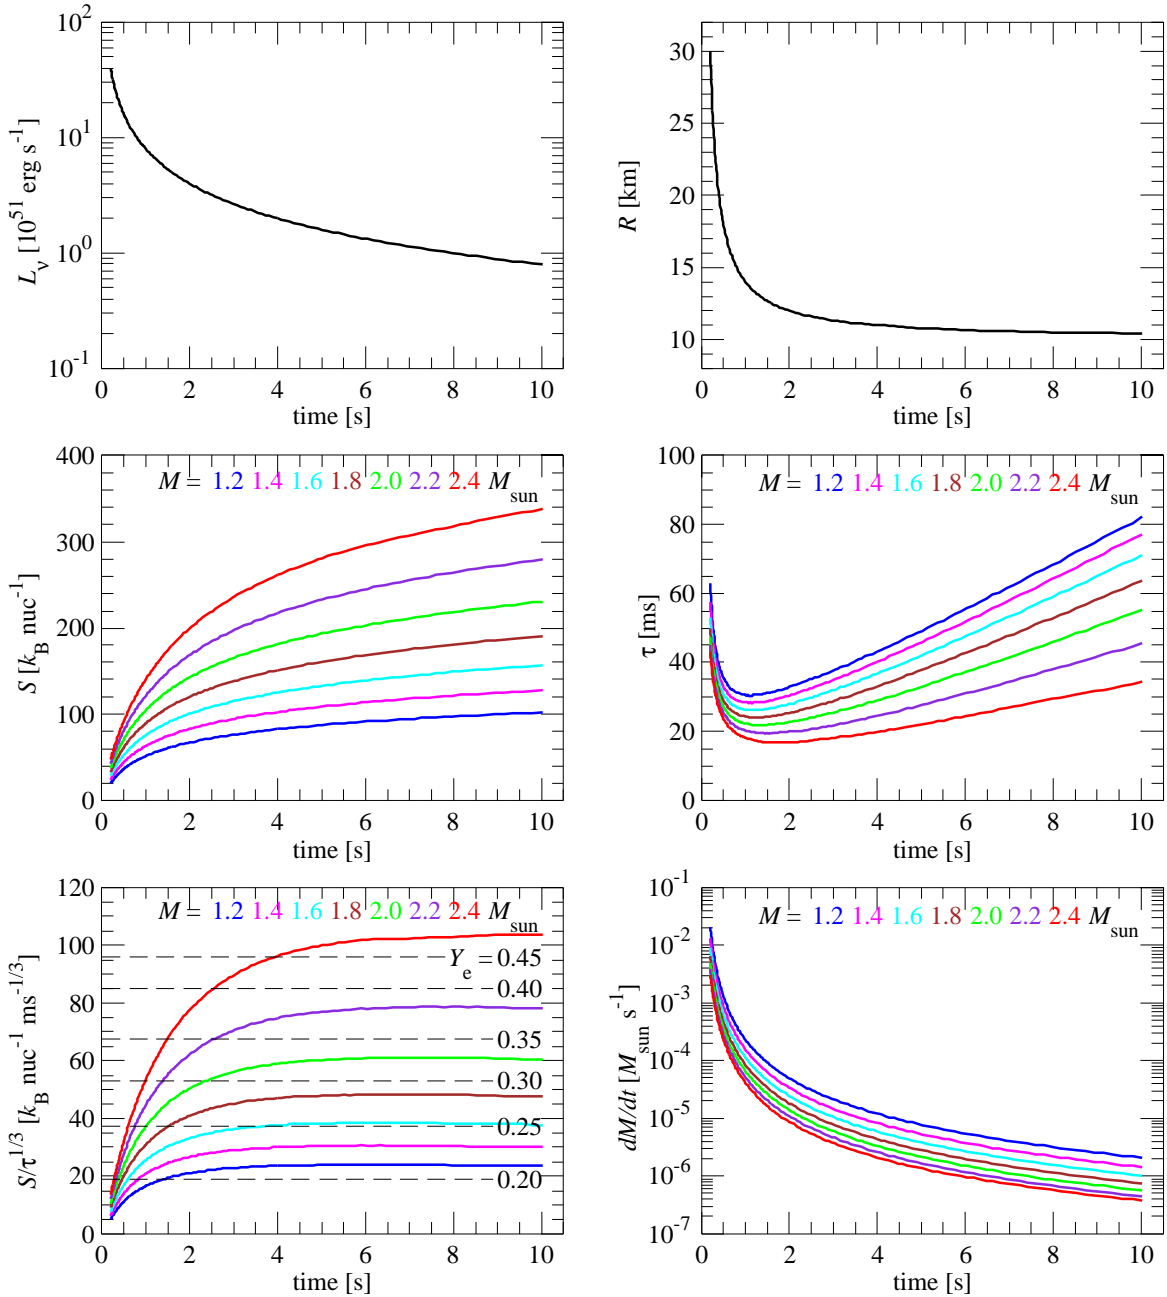 10^2
10^1
10^0
10^-1
L_ν [10^51 erg s^-1]
0 2 4 6 8 10
time [s]
30
25
20
15
10
R [km]
0 2 4 6 8 10
time [s]
400
300
200
100
0
S [k_B nuc^-1]
M = 1.2 1.4 1.6 1.8 2.0 2.2 2.4 M_sun
0 2 4 6 8 10
time [s]
100
80
60
40
20
0
τ [ms]
M = 1.2 1.4 1.6 1.8 2.0 2.2 2.4 M_sun
0 2 4 6 8 10
time [s]
120
100
80
60
40
20
0
S/τ^1/3 [k_B nuc^-1 ms^-1/3]
M = 1.2 1.4 1.6 1.8 2.0 2.2 2.4 M_sun
Y_e = 0.45
0.40
0.35
0.30
0.25
0.20
0 2 4 6 8 10
time [s]
10^-1
10^-2
10^-3
10^-4
10^-5
10^-6
10^-7
dM/dt [M_sun s^-1]
M = 1.2 1.4 1.6 1.8 2.0 2.2 2.4 M_sun
0 2 4 6 8 10
time [s]